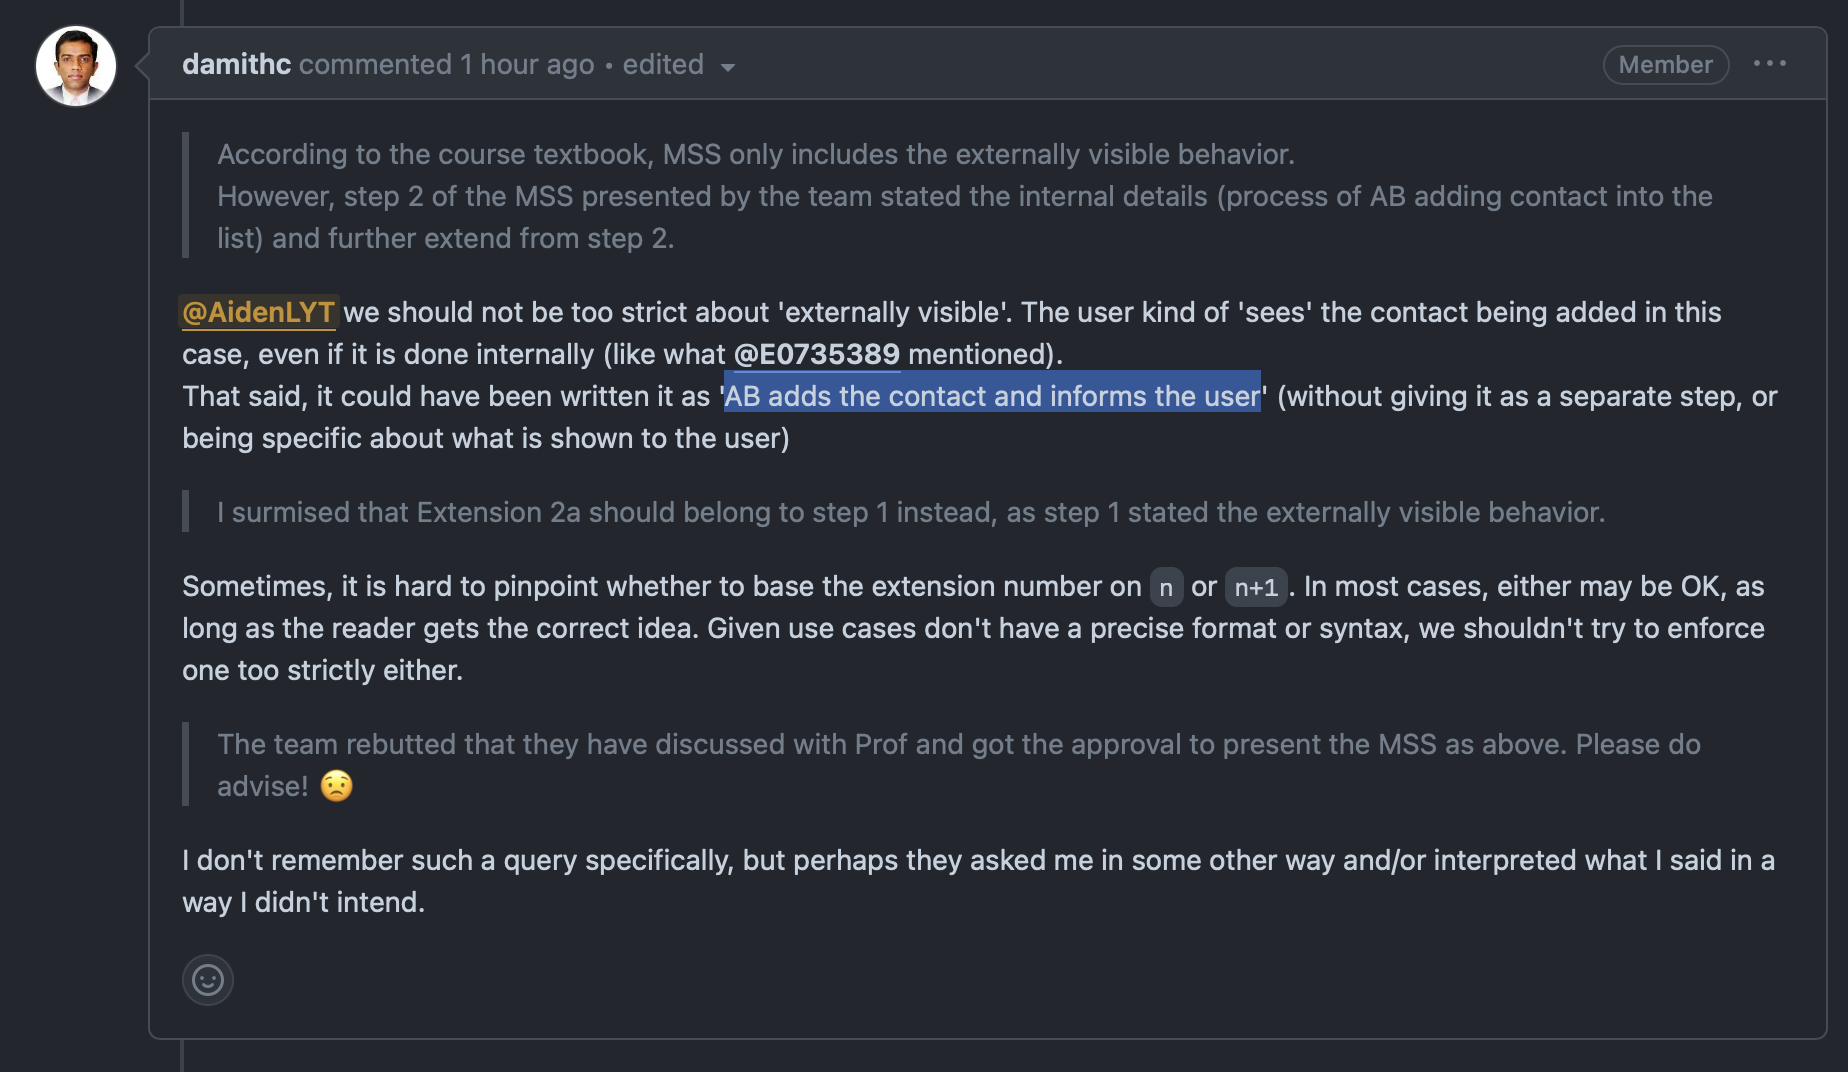 damithc commented 1 hour ago • edited
Member
According to the course textbook, MSS only includes the externally visible behavior.
However, step 2 of the MSS presented by the team stated the internal details (process of AB adding contact into the
list) and further extend from step 2.
@AidenLYT we should not be too strict about 'externally visible'. The user kind of 'sees' the contact being added in this
case, even if it is done internally (like what @E0735389 mentioned).
That said, it could have been written it as 'AB adds the contact and informs the user' (without giving it as a separate step, or
being specific about what is shown to the user)
I surmised that Extension 2a should belong to step 1 instead, as step 1 stated the externally visible behavior.
Sometimes, it is hard to pinpoint whether to base the extension number on n or n+1. In most cases, either may be OK, as
long as the reader gets the correct idea. Given use cases don't have a precise format or syntax, we shouldn't try to enforce
one too strictly either.
The team rebutted that they have discussed with Prof and got the approval to present the MSS as above. Please do
advise! 😟
I don't remember such a query specifically, but perhaps they asked me in some other way and/or interpreted what I said in a
way I didn't intend.